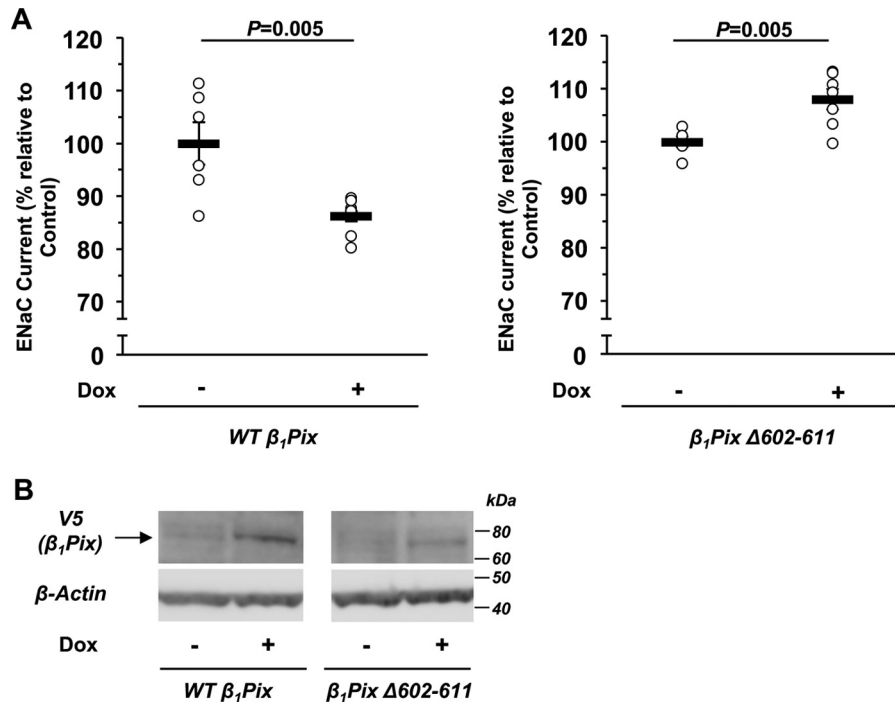 A
P=0.005
ENaC Current (% relative to
Control)
120
110
100
90
80
70
0
Dox - +
WT β₁Pix
P=0.005
ENaC current (% relative to
Control)
120
110
100
90
80
70
0
Dox - +
β₁Pix Δ602-611
B
kDa
V5
(β₁Pix)
80
60
β-Actin
50
40
Dox - + - +
WT β₁Pix β₁Pix Δ602-611